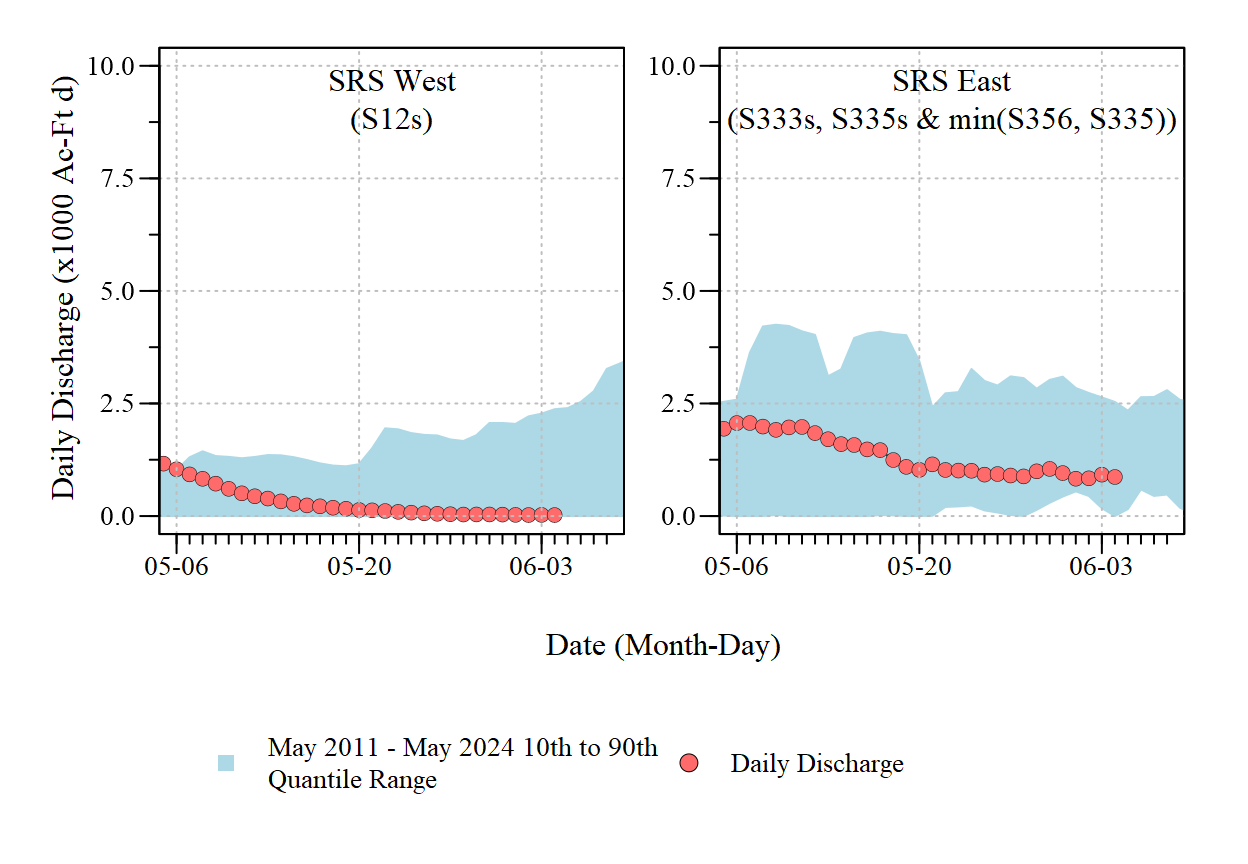 SRS West
(S12s)
SRS East
(S333s, S335s & min(S356, S335))
Daily Discharge (x1000 Ac-Ft d)
10.0
7.5
5.0
2.5
0.0
05-06
05-20
06-03
10.0
7.5
5.0
2.5
0.0
05-06
05-20
06-03
Date (Month-Day)
May 2011 - May 2024 10th to 90th
Quantile Range
Daily Discharge